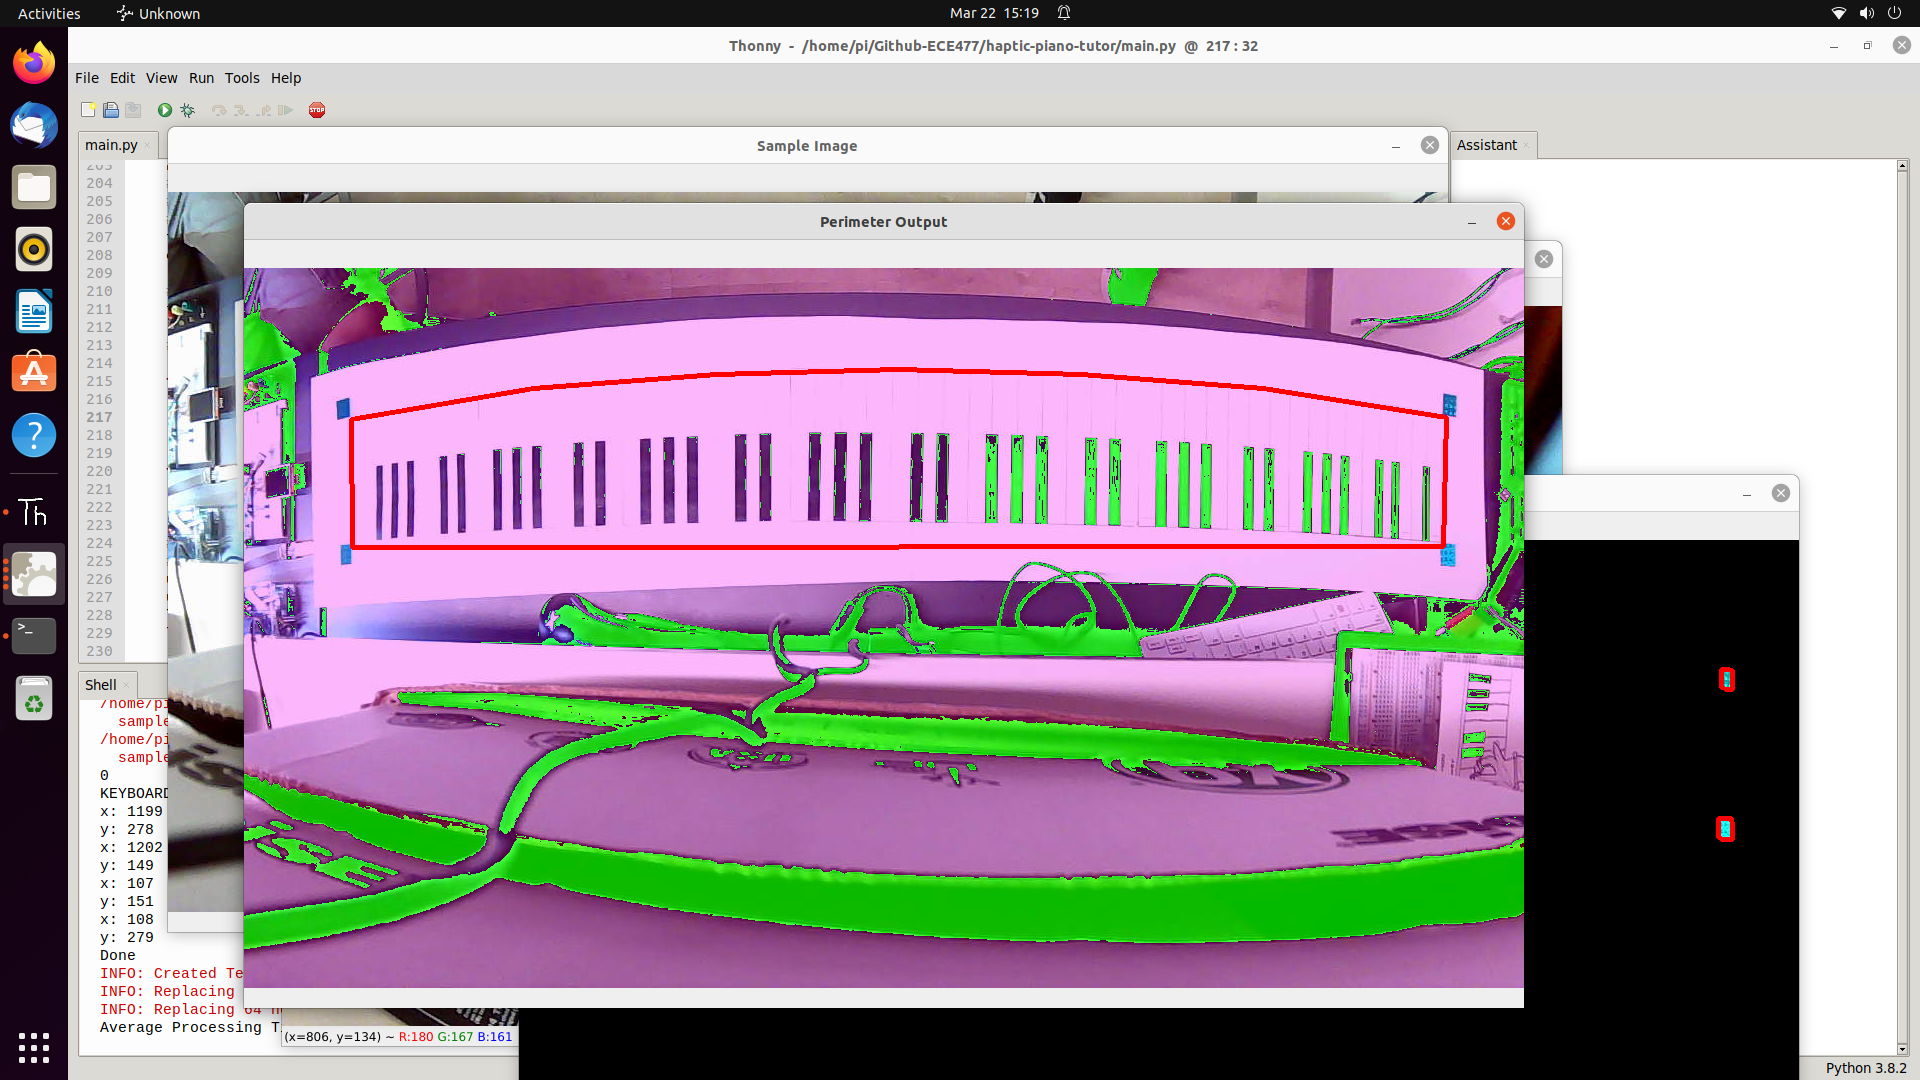 Activities
Unknown
Mar 22 15:19
Thonny - /home/pi/Github-ECE477/haptic-piano-tutor/main.py @ 217 : 32
File Edit View Run Tools Help
STOP
main.py
Sample Image
Assistant
Perimeter Output
203
204
205
206
207
208
209
210
211
212
213
214
215
216
217
218
219
220
221
222
223
224
225
226
227
228
229
230
Th
>_
Shell
/home/pi
sample
/home/pi
sample
0
KEYBOARD
x: 1199
y: 278
x: 1202
y: 149
x: 107
y: 151
x: 108
y: 279
Done
INFO: Created Te
INFO: Replacing
INFO: Replacing 64 n
Average Processing T
(x=806, y=134) ~ R:180 G:167 B:161
Python 3.8.2